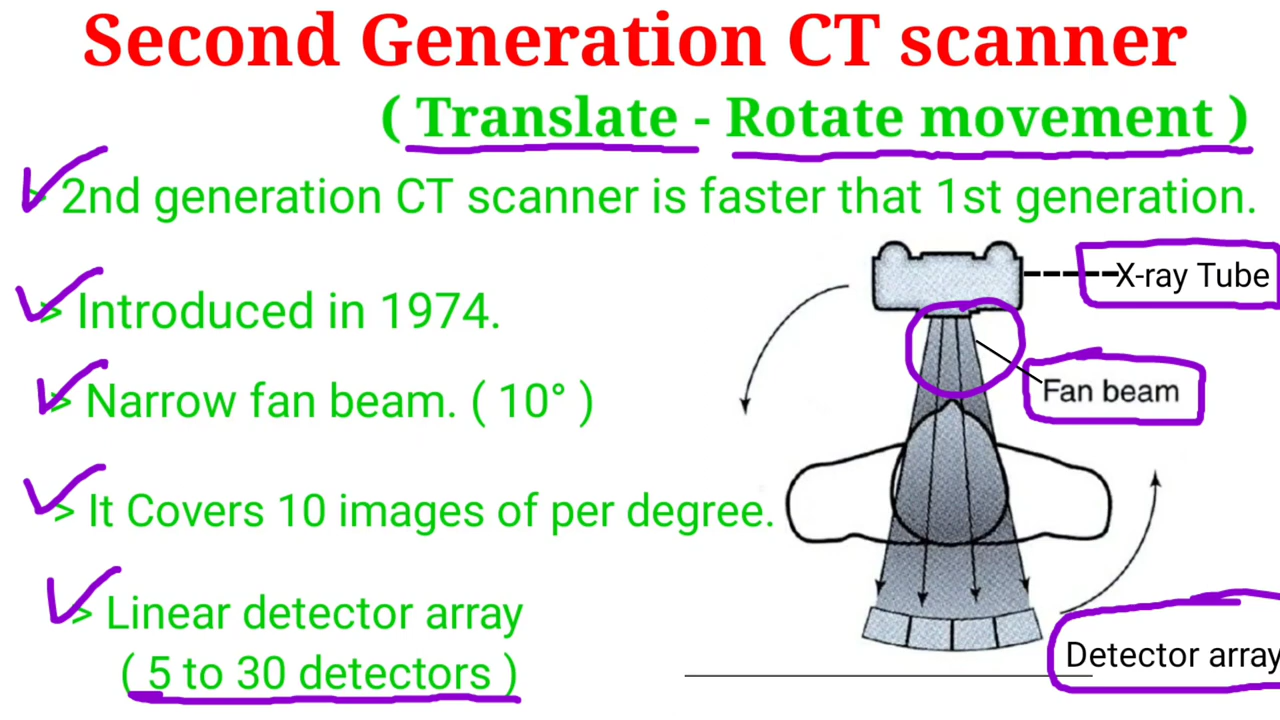 Second Generation CT scanner
( Translate - Rotate movement )
> 2nd generation CT scanner is faster that 1st generation.
X-ray Tube
> Introduced in 1974.
Fan beam
> Narrow fan beam. ( 10° )
> It Covers 10 images of per degree.
> Linear detector array
( 5 to 30 detectors )
Detector array